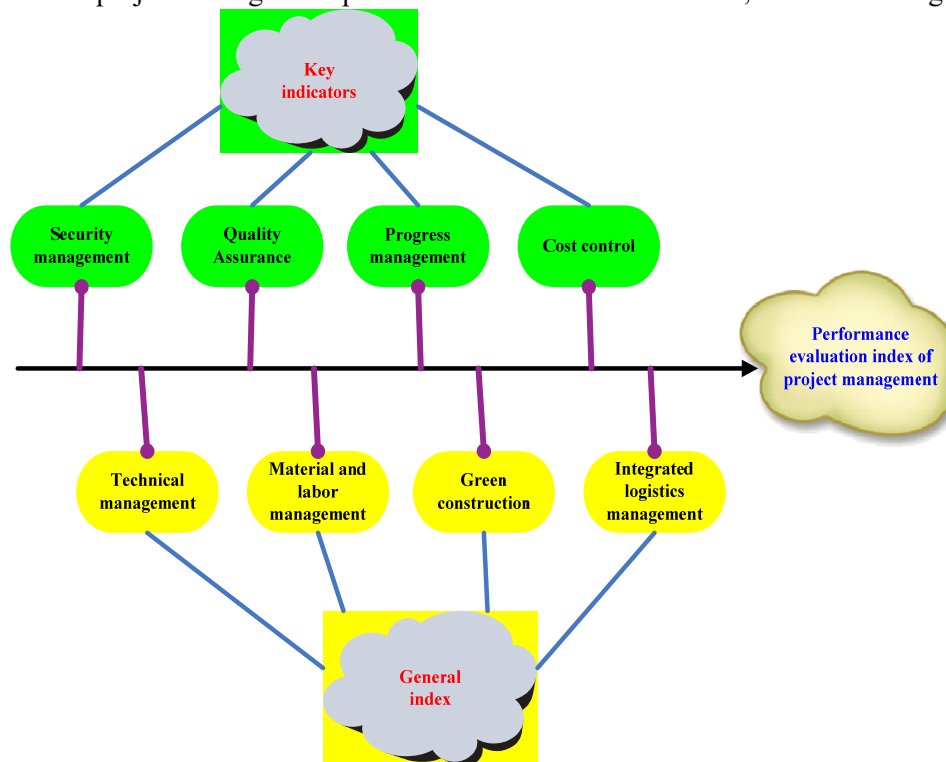 Key
indicators
Security
management
Quality
Assurance
Progress
management
Cost control
Performance
evaluation index of
project management
Technical
management
Material and
labor
management
Green
construction
Integrated
logistics
management
General
index